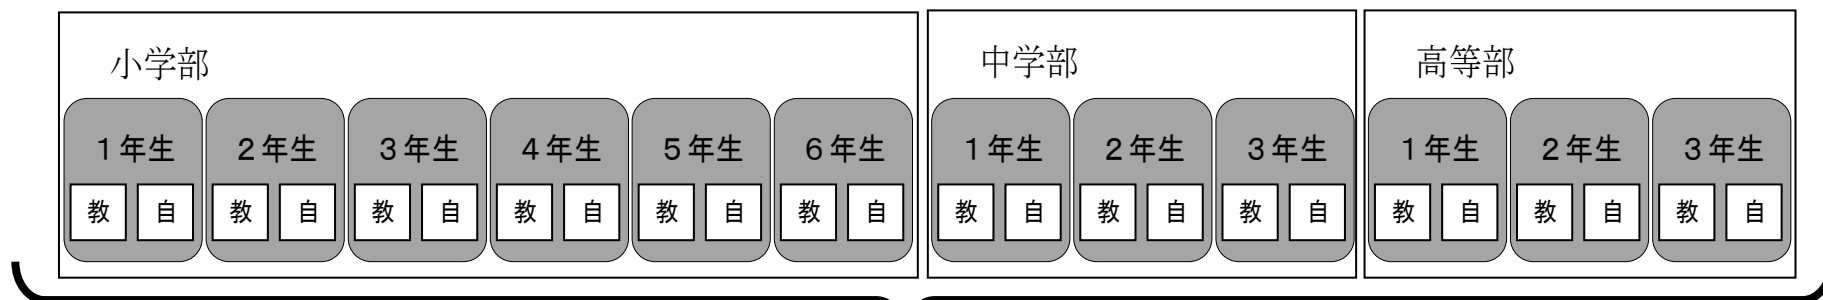 小学部 中学部 高等部
1年生 2年生 3年生 4年生 5年生 6年生 1年生 2年生 3年生 1年生 2年生 3年生
教 自 教 自 教 自 教 自 教 自 教 自 教 自 教 自 教 自 教 自 教 自 教 自